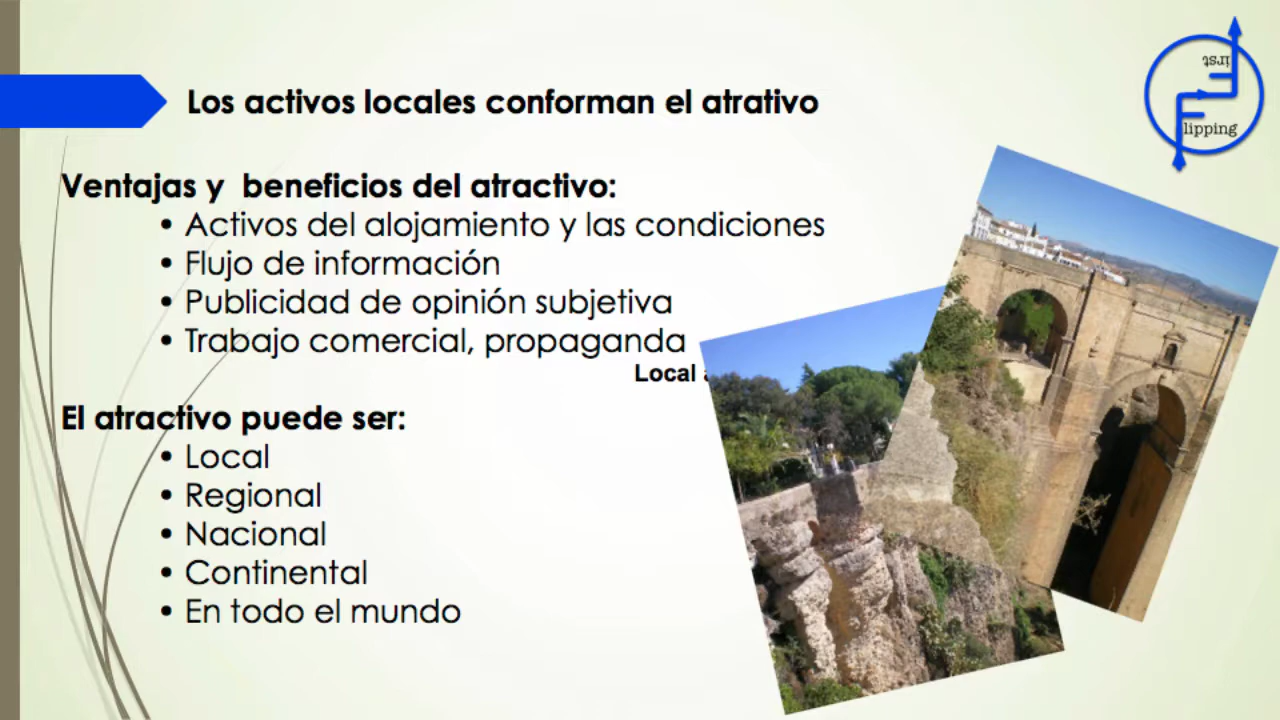 Los activos locales conforman el atrativo
irst
lipping
Ventajas y beneficios del atractivo:
• Activos del alojamiento y las condiciones
• Flujo de información
• Publicidad de opinión subjetiva
• Trabajo comercial, propaganda
Local
El atractivo puede ser:
• Local
• Regional
• Nacional
• Continental
• En todo el mundo